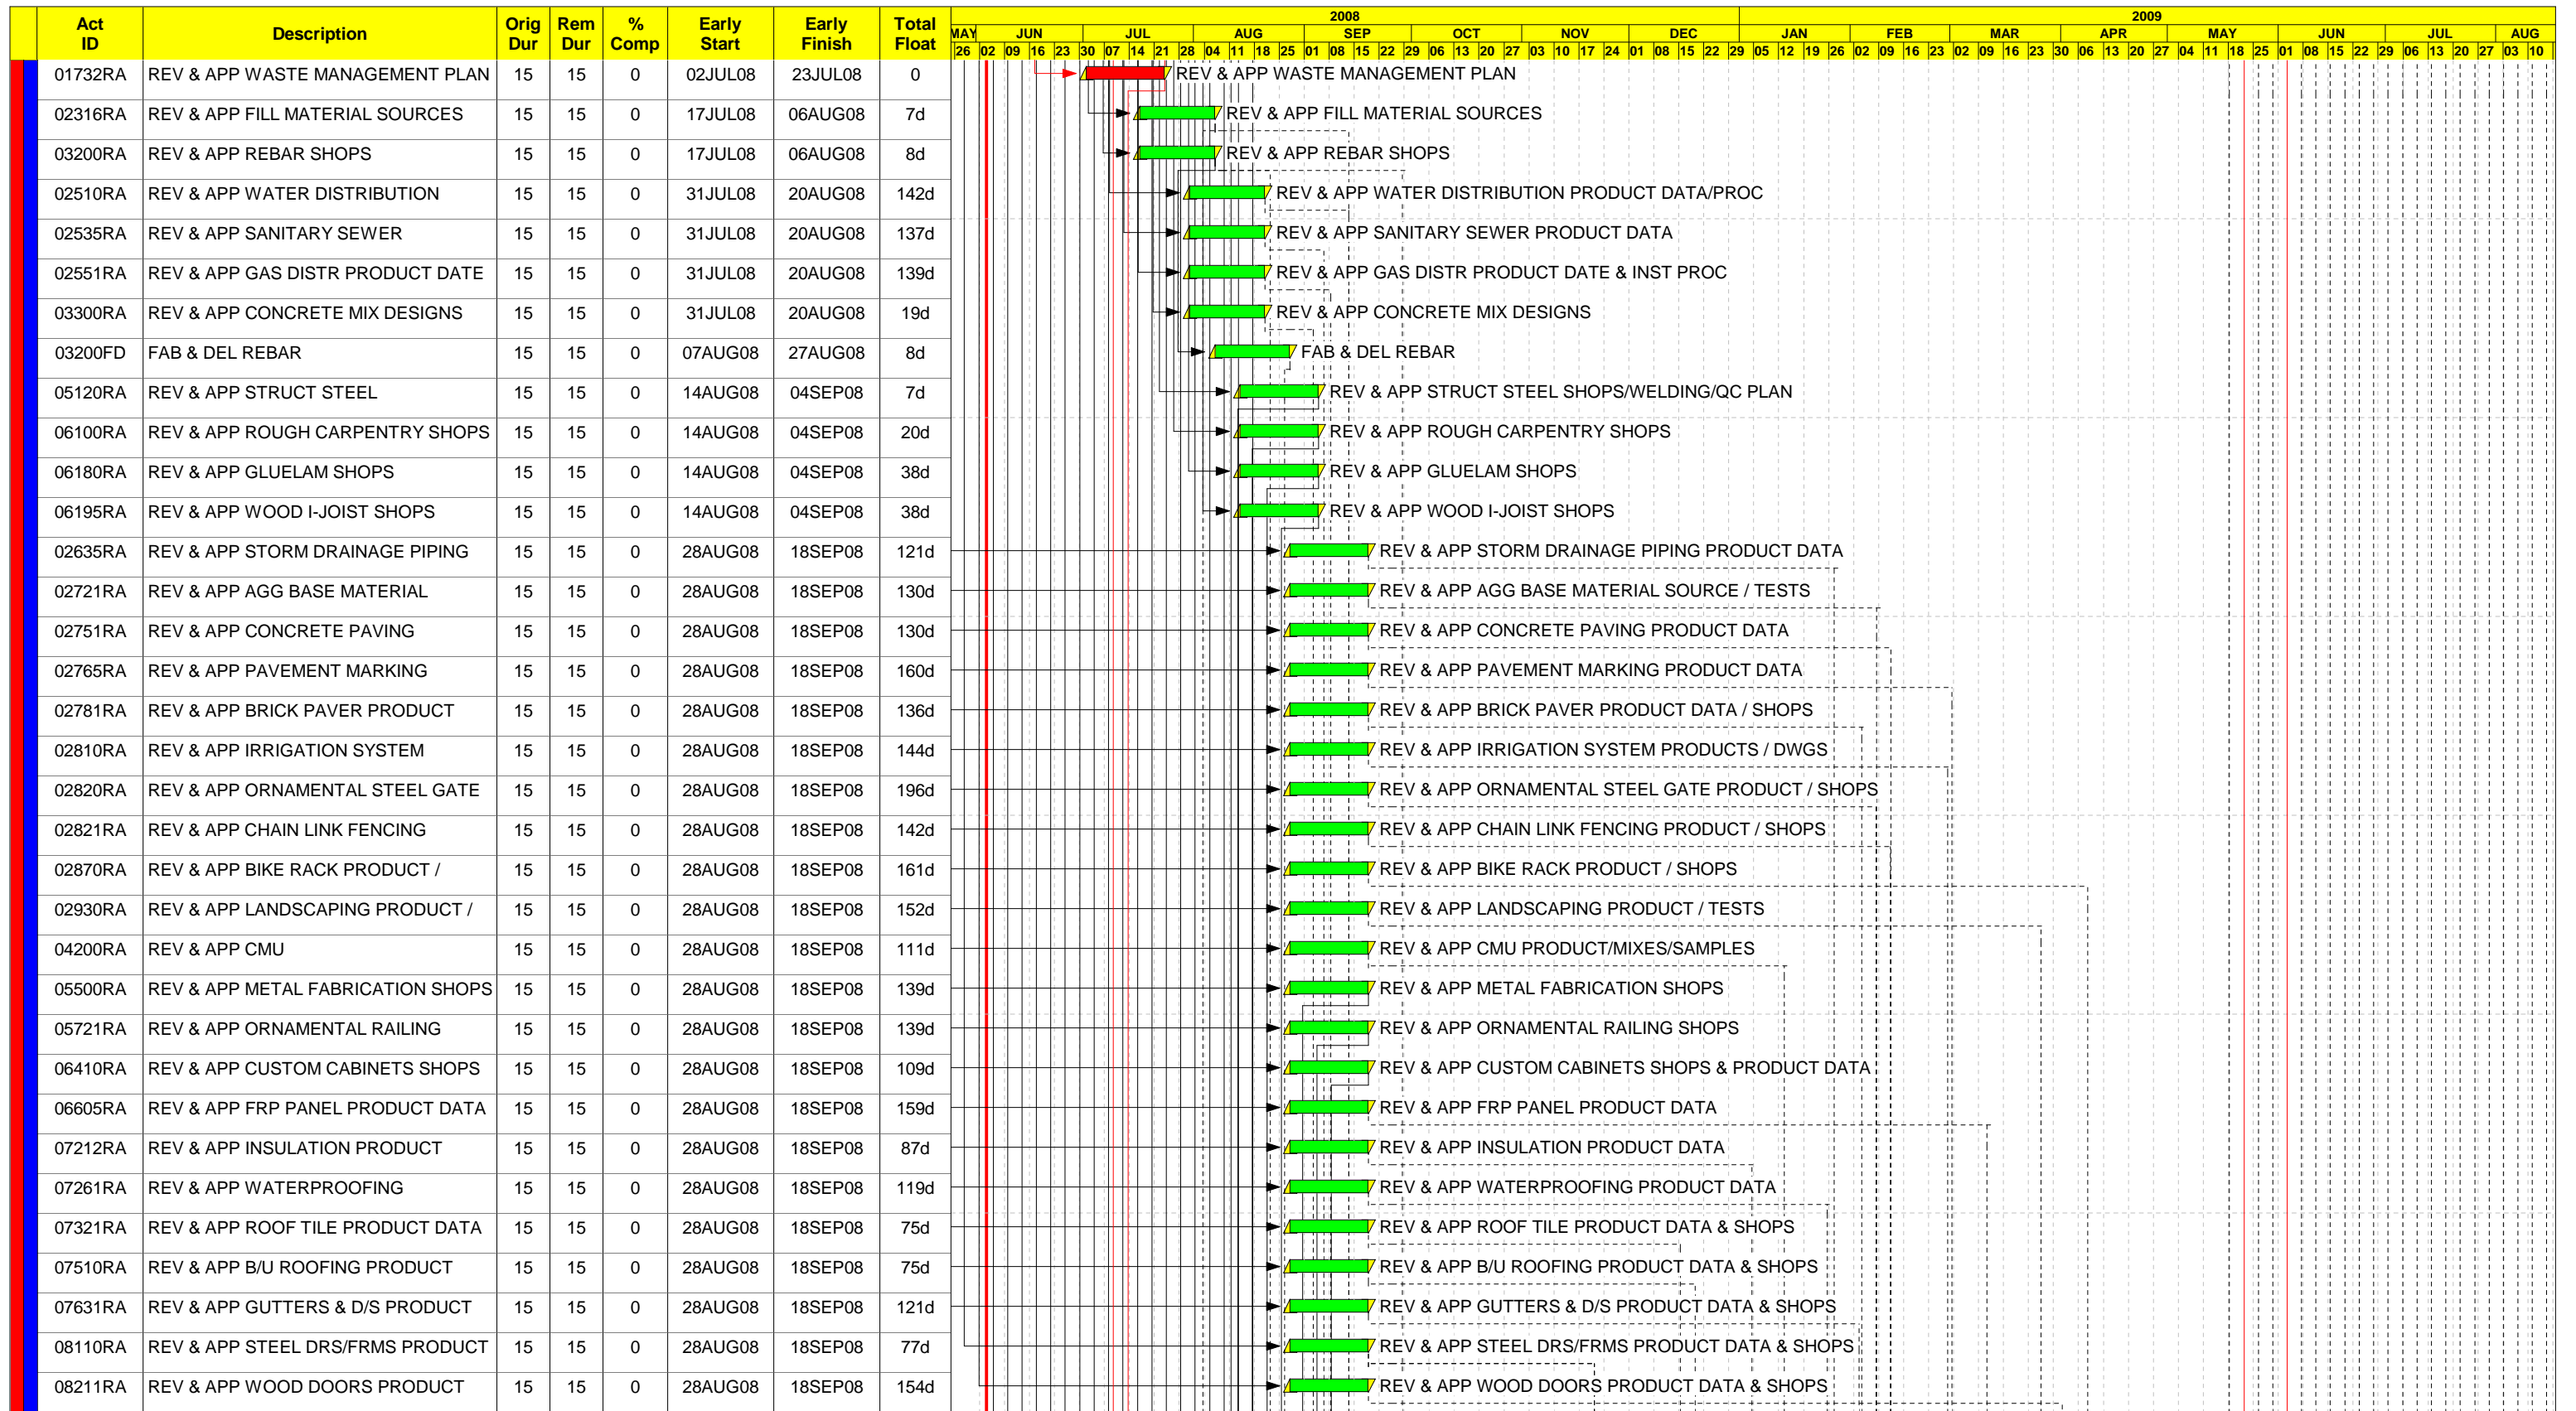 Act ID Description Orig Dur Rem Dur % Comp Early Start Early Finish Total Float
2008 2009
MAY JUN JUL AUG SEP OCT NOV DEC JAN FEB MAR APR MAY JUN JUL AUG
26 02 09 16 23 30 07 14 21 28 04 11 18 25 01 08 15 22 29 06 13 20 27 03 10 17 24 01 08 15 22 29 05 12 19 26 02 09 16 23 02 09 16 23 30 06 13 20 27 04 11 18 25 01 08 15 22 29 06 13 20 27 03 10
01732RA REV & APP WASTE MANAGEMENT PLAN 15 15 0 02JUL08 23JUL08 0 REV & APP WASTE MANAGEMENT PLAN
02316RA REV & APP FILL MATERIAL SOURCES 15 15 0 17JUL08 06AUG08 7d REV & APP FILL MATERIAL SOURCES
03200RA REV & APP REBAR SHOPS 15 15 0 17JUL08 06AUG08 8d REV & APP REBAR SHOPS
02510RA REV & APP WATER DISTRIBUTION 15 15 0 31JUL08 20AUG08 142d REV & APP WATER DISTRIBUTION PRODUCT DATA/PROC
02535RA REV & APP SANITARY SEWER 15 15 0 31JUL08 20AUG08 137d REV & APP SANITARY SEWER PRODUCT DATA
02551RA REV & APP GAS DISTR PRODUCT DATE 15 15 0 31JUL08 20AUG08 139d REV & APP GAS DISTR PRODUCT DATE & INST PROC
03300RA REV & APP CONCRETE MIX DESIGNS 15 15 0 31JUL08 20AUG08 19d REV & APP CONCRETE MIX DESIGNS
03200FD FAB & DEL REBAR 15 15 0 07AUG08 27AUG08 8d FAB & DEL REBAR
05120RA REV & APP STRUCT STEEL 15 15 0 14AUG08 04SEP08 7d REV & APP STRUCT STEEL SHOPS/WELDING/QC PLAN
06100RA REV & APP ROUGH CARPENTRY SHOPS 15 15 0 14AUG08 04SEP08 20d REV & APP ROUGH CARPENTRY SHOPS
06180RA REV & APP GLUELAM SHOPS 15 15 0 14AUG08 04SEP08 38d REV & APP GLUELAM SHOPS
06195RA REV & APP WOOD I-JOIST SHOPS 15 15 0 14AUG08 04SEP08 38d REV & APP WOOD I-JOIST SHOPS
02635RA REV & APP STORM DRAINAGE PIPING 15 15 0 28AUG08 18SEP08 121d REV & APP STORM DRAINAGE PIPING PRODUCT DATA
02721RA REV & APP AGG BASE MATERIAL 15 15 0 28AUG08 18SEP08 130d REV & APP AGG BASE MATERIAL SOURCE / TESTS
02751RA REV & APP CONCRETE PAVING 15 15 0 28AUG08 18SEP08 130d REV & APP CONCRETE PAVING PRODUCT DATA
02765RA REV & APP PAVEMENT MARKING 15 15 0 28AUG08 18SEP08 160d REV & APP PAVEMENT MARKING PRODUCT DATA
02781RA REV & APP BRICK PAVER PRODUCT 15 15 0 28AUG08 18SEP08 136d REV & APP BRICK PAVER PRODUCT DATA / SHOPS
02810RA REV & APP IRRIGATION SYSTEM 15 15 0 28AUG08 18SEP08 144d REV & APP IRRIGATION SYSTEM PRODUCTS / DWGS
02820RA REV & APP ORNAMENTAL STEEL GATE 15 15 0 28AUG08 18SEP08 196d REV & APP ORNAMENTAL STEEL GATE PRODUCT / SHOPS
02821RA REV & APP CHAIN LINK FENCING 15 15 0 28AUG08 18SEP08 142d REV & APP CHAIN LINK FENCING PRODUCT / SHOPS
02870RA REV & APP BIKE RACK PRODUCT / 15 15 0 28AUG08 18SEP08 161d REV & APP BIKE RACK PRODUCT / SHOPS
02930RA REV & APP LANDSCAPING PRODUCT / 15 15 0 28AUG08 18SEP08 152d REV & APP LANDSCAPING PRODUCT / TESTS
04200RA REV & APP CMU 15 15 0 28AUG08 18SEP08 111d REV & APP CMU PRODUCT/MIXES/SAMPLES
05500RA REV & APP METAL FABRICATION SHOPS 15 15 0 28AUG08 18SEP08 139d REV & APP METAL FABRICATION SHOPS
05721RA REV & APP ORNAMENTAL RAILING 15 15 0 28AUG08 18SEP08 139d REV & APP ORNAMENTAL RAILING SHOPS
06410RA REV & APP CUSTOM CABINETS SHOPS 15 15 0 28AUG08 18SEP08 109d REV & APP CUSTOM CABINETS SHOPS & PRODUCT DATA
06605RA REV & APP FRP PANEL PRODUCT DATA 15 15 0 28AUG08 18SEP08 159d REV & APP FRP PANEL PRODUCT DATA
07212RA REV & APP INSULATION PRODUCT 15 15 0 28AUG08 18SEP08 87d REV & APP INSULATION PRODUCT DATA
07261RA REV & APP WATERPROOFING 15 15 0 28AUG08 18SEP08 119d REV & APP WATERPROOFING PRODUCT DATA
07321RA REV & APP ROOF TILE PRODUCT DATA 15 15 0 28AUG08 18SEP08 75d REV & APP ROOF TILE PRODUCT DATA & SHOPS
07510RA REV & APP B/U ROOFING PRODUCT 15 15 0 28AUG08 18SEP08 75d REV & APP B/U ROOFING PRODUCT DATA & SHOPS
07631RA REV & APP GUTTERS & D/S PRODUCT 15 15 0 28AUG08 18SEP08 121d REV & APP GUTTERS & D/S PRODUCT DATA & SHOPS
08110RA REV & APP STEEL DRS/FRMS PRODUCT 15 15 0 28AUG08 18SEP08 77d REV & APP STEEL DRS/FRMS PRODUCT DATA & SHOPS
08211RA REV & APP WOOD DOORS PRODUCT 15 15 0 28AUG08 18SEP08 154d REV & APP WOOD DOORS PRODUCT DATA & SHOPS